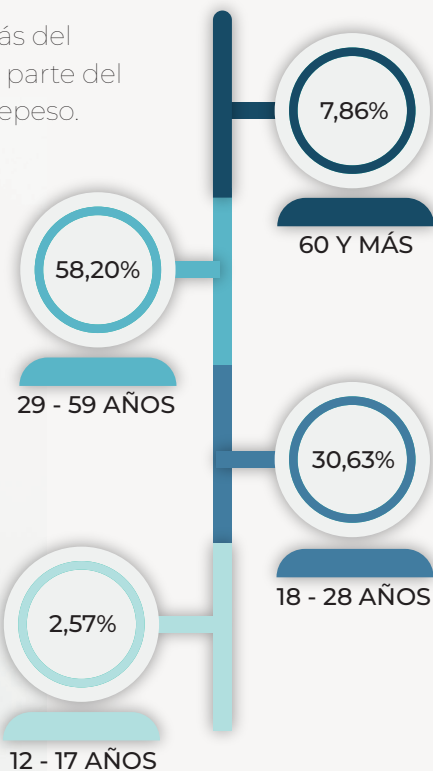 ás del
parte del
epeso.
7,86%
60 Y MÁS
58,20%
29 - 59 AÑOS
30,63%
18 - 28 AÑOS
2,57%
12 - 17 AÑOS